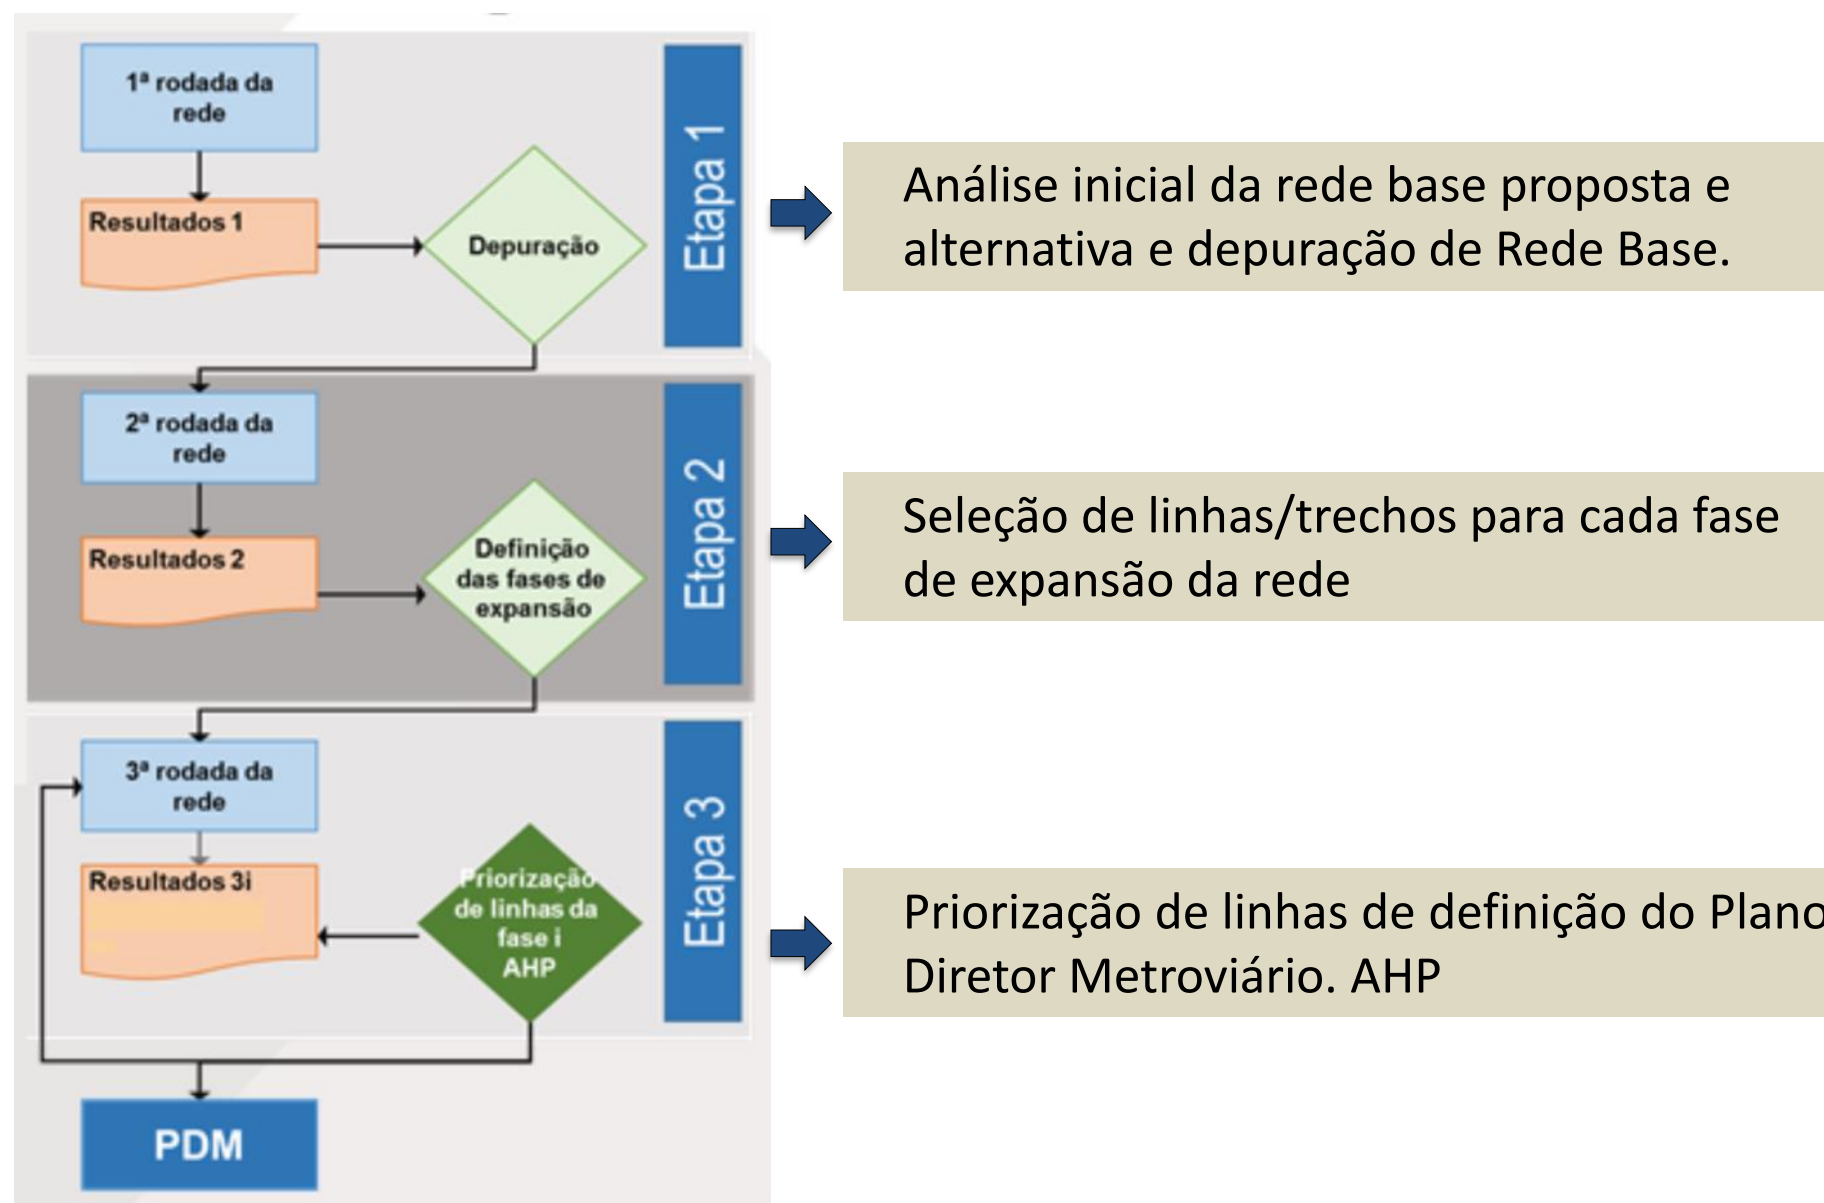 1ª rodada da
rede
Resultados 1
Depuração
Etapa 1
Análise inicial da rede base proposta e
alternativa e depuração de Rede Base.
2ª rodada da
rede
Resultados 2
Definição
das fases de
expansão
Etapa 2
Seleção de linhas/trechos para cada fase
de expansão da rede
3ª rodada da
rede
Resultados 3i
Priorização
de linhas da
fase i
AHP
Etapa 3
Priorização de linhas de definição do Plano
Diretor Metroviário. AHP
PDM